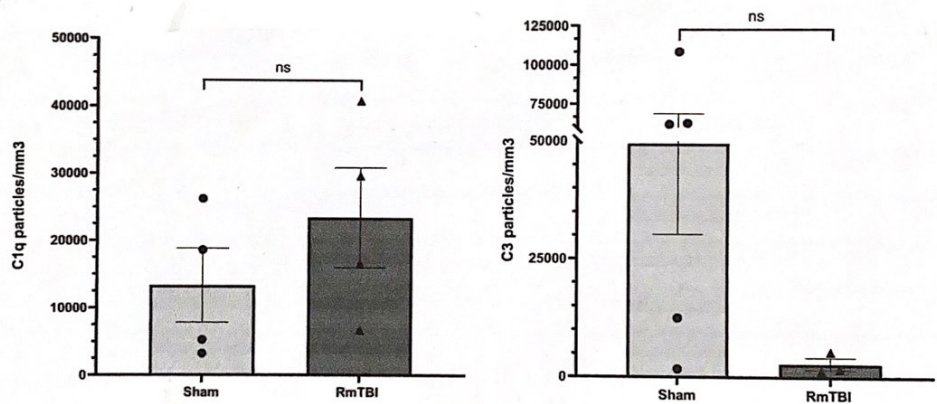 C1q particles/mm3
50000
40000
30000
20000
10000
0
ns
Sham
RmTBI
C3 particles/mm3
125000
100000
75000
50000
25000
0
ns
Sham
RmTBI